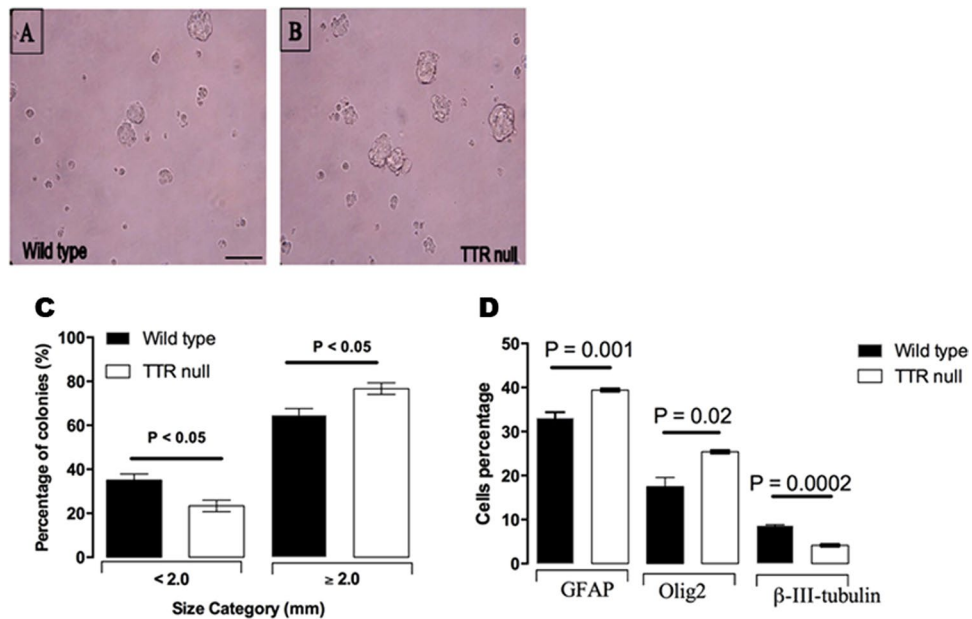 A
B
Wild type
TTR null
C
D
Wild type
TTR null
Percentage of colonies (%)
100
80
60
40
20
0
P < 0.05
P < 0.05
< 2.0
≥ 2.0
Size Category (mm)
Wild type
TTR null
Cells percentage
50
40
30
20
10
0
P = 0.001
P = 0.02
P = 0.0002
GFAP
Olig2
β-III-tubulin